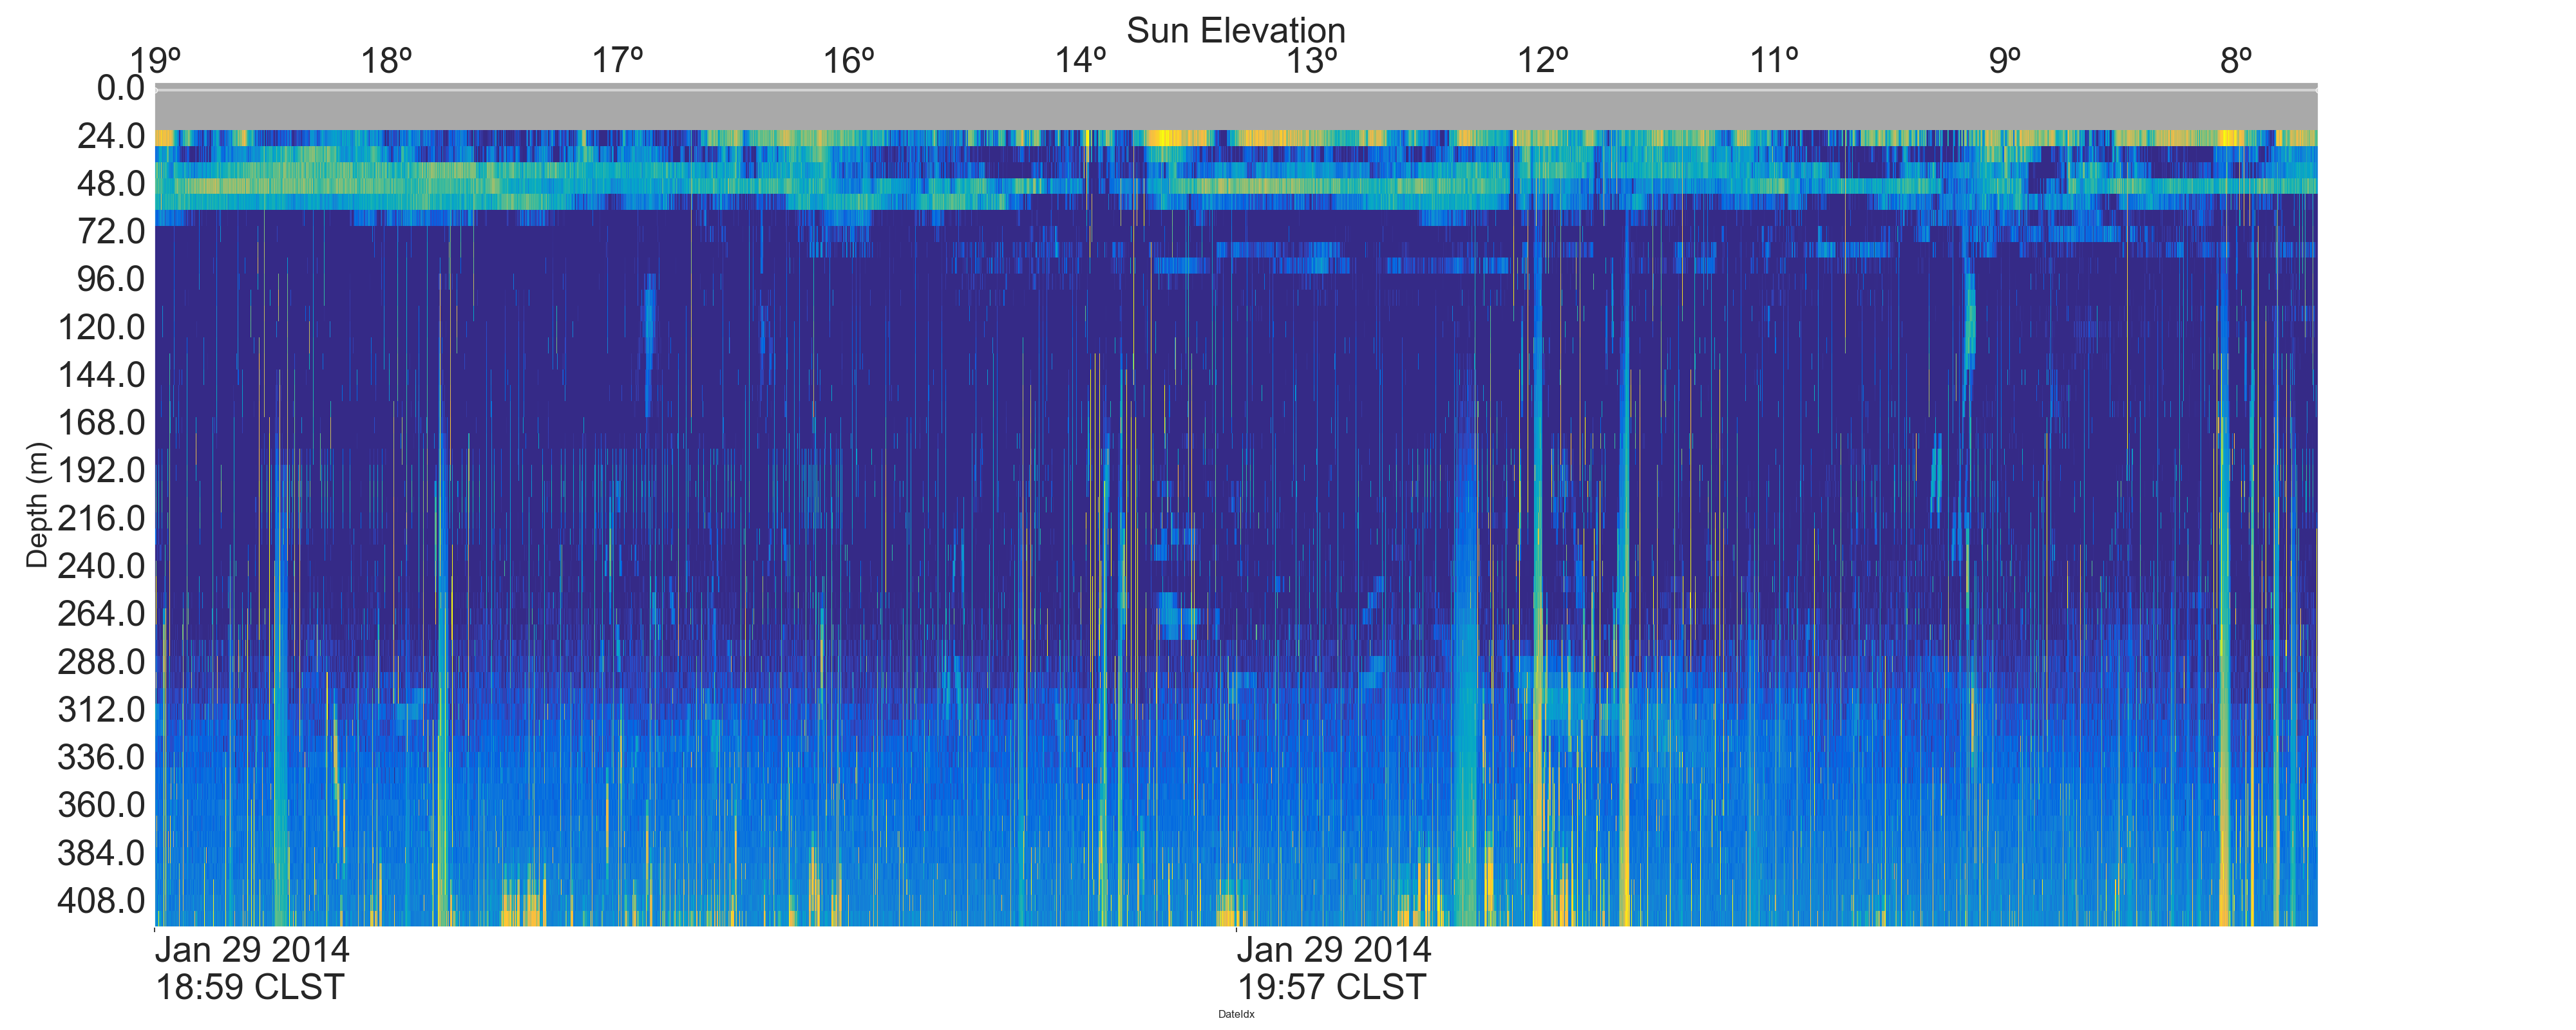 Sun Elevation
19º 18º 17º 16º 14º 13º 12º 11º 9º 8º
0.0
24.0
48.0
72.0
96.0
120.0
144.0
168.0
192.0
216.0
240.0
264.0
288.0
312.0
336.0
360.0
384.0
408.0
Depth (m)
Jan 29 2014
18:59 CLST
Jan 29 2014
19:57 CLST
DateIdx